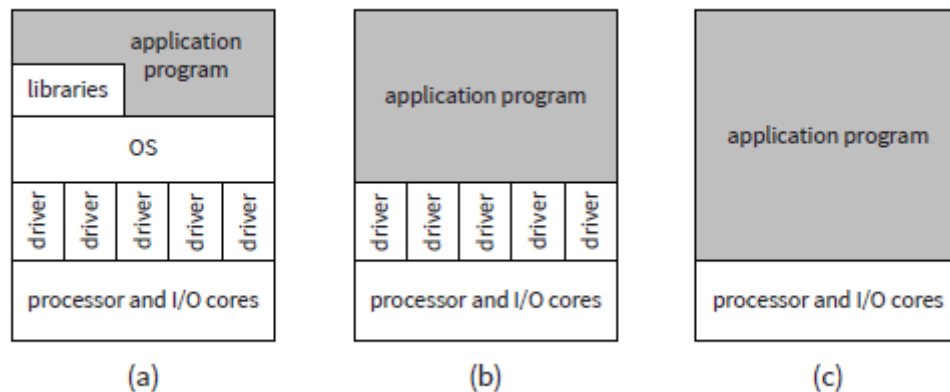 application
program
libraries
OS
driver
driver
driver
driver
driver
processor and I/O cores
(a)
application program
driver
driver
driver
driver
driver
processor and I/O cores
(b)
application program
processor and I/O cores
(c)